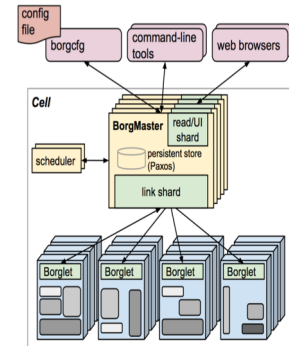 config
file
borgcfg
command-line
tools
web browsers
Cell
BorgMaster
read/UI
shard
persistent store
(Paxos)
scheduler
link shard
Borglet
Borglet
Borglet
Borglet